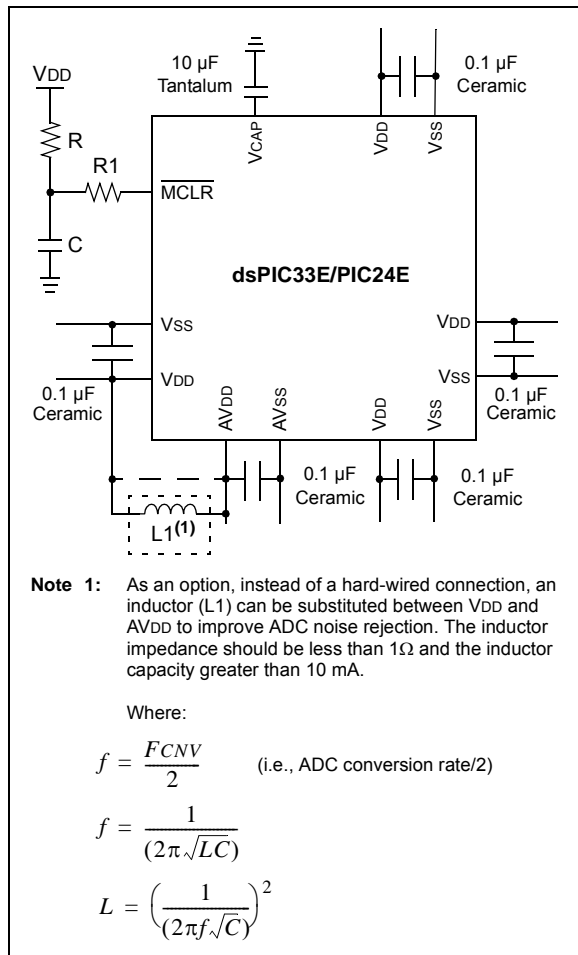 10 µF
Tantalum
0.1 µF
Ceramic
VDD
R
R1
C
VCAP
VDD
VSS
MCLR
dsPIC33E/PIC24E
VSS
VDD
VDD
VSS
0.1 µF
Ceramic
0.1 µF
Ceramic
AVDD
AVSS
VDD
VSS
0.1 µF
Ceramic
0.1 µF
Ceramic
L1(1)
Note 1: As an option, instead of a hard-wired connection, an
inductor (L1) can be substituted between VDD and
AVDD to improve ADC noise rejection. The inductor
impedance should be less than 1Ω and the inductor
capacity greater than 10 mA.
Where:
f = FCNV / 2 (i.e., ADC conversion rate/2)
f = 1 / (2π√LC)
L = (1 / (2πf√C))²